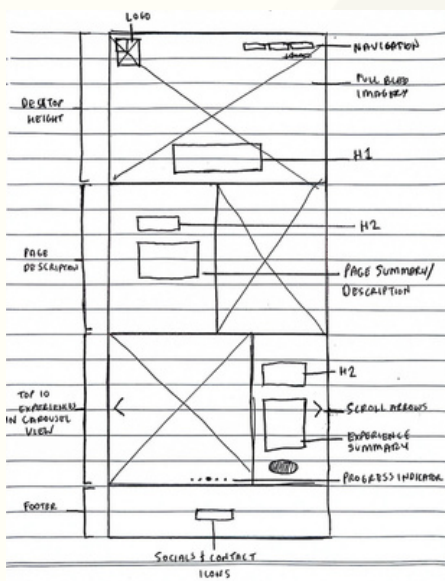 LOGO
NAVIGATION
FULL BLEED
IMAGERY
DESKTOP
HEIGHT
H1
H2
PAGE
DESCRIPTION
PAGE SUMMARY/
DESCRIPTION
H2
TOP 10
EXPERIENCES
IN CAROUSEL
VIEW
SCROLL ARROWS
EXPERIENCE
SUMMARY
PROGRESS INDICATOR
FOOTER
SOCIALS & CONTACT
ICONS